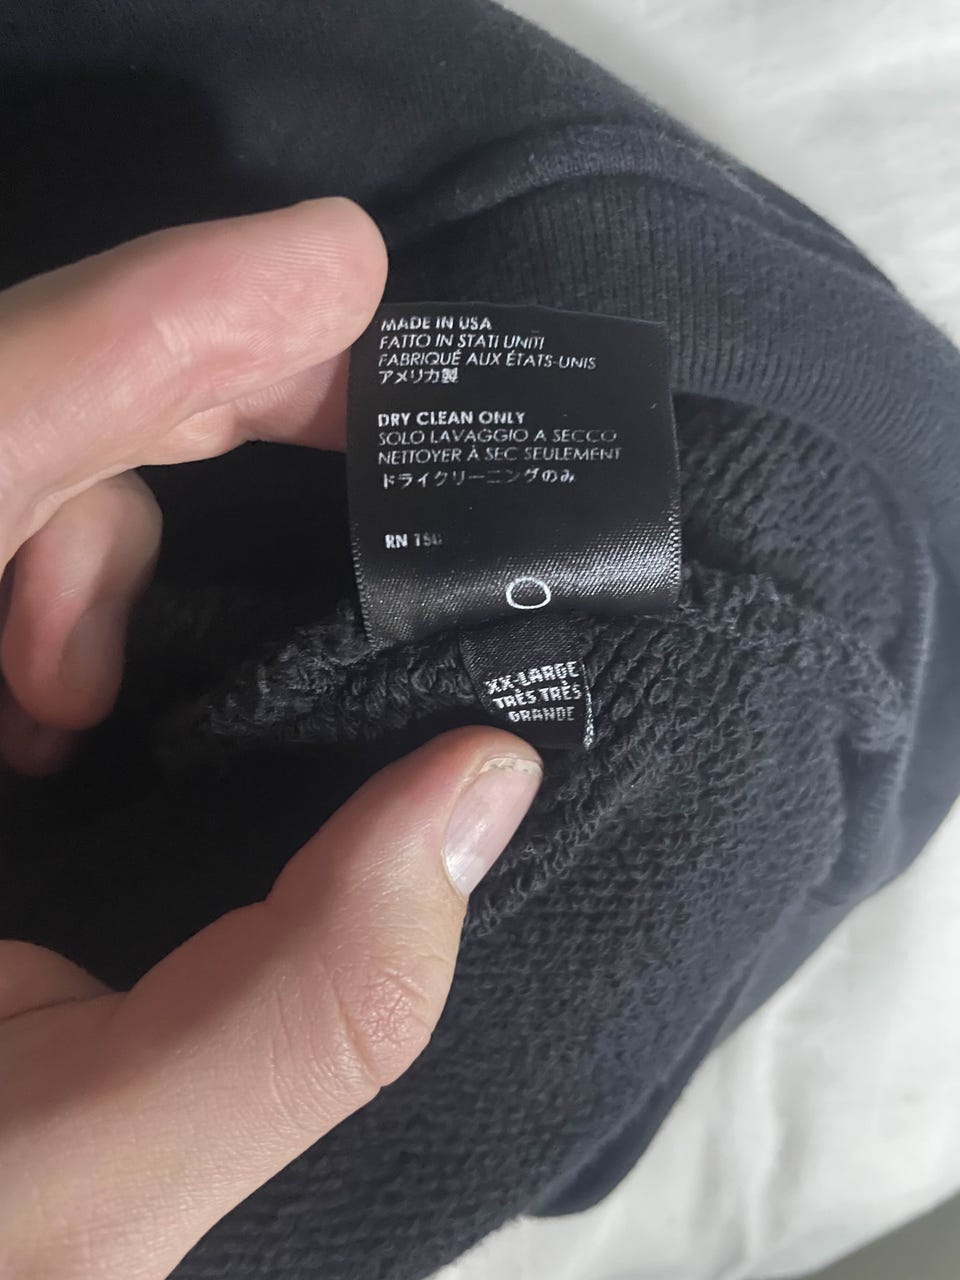 MADE IN USA
FATTO IN STATI UNITI
FABRIQUÉ AUX ÉTATS-UNIS
アメリカ製
DRY CLEAN ONLY
SOLO LAVAGGIO A SECCO
NETTOYER À SEC SEULEMENT
ドライクリーニングのみ
RN
XX-LARGE
TRÈS TRÈS
GRANDE